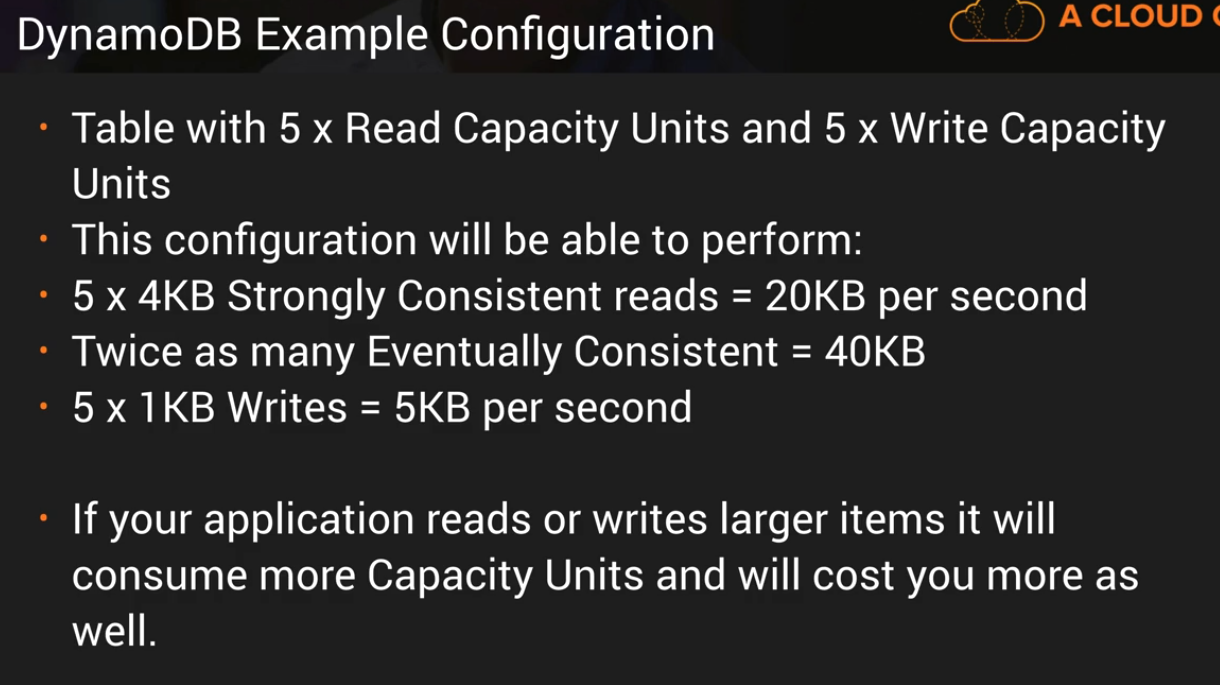 DynamoDB Example Configuration
A CLOUD
• Table with 5 x Read Capacity Units and 5 x Write Capacity
Units
• This configuration will be able to perform:
• 5 x 4KB Strongly Consistent reads = 20KB per second
• Twice as many Eventually Consistent = 40KB
• 5 x 1KB Writes = 5KB per second
• If your application reads or writes larger items it will
consume more Capacity Units and will cost you more as
well.